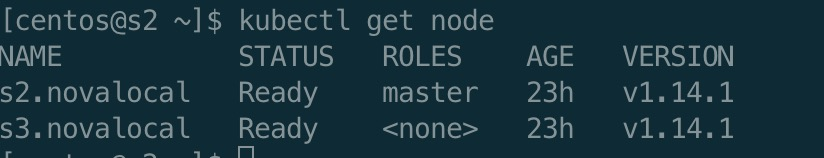 [centos@s2 ~]$ kubectl get node
NAME STATUS ROLES AGE VERSION
s2.novalocal Ready master 23h v1.14.1
s3.novalocal Ready <none> 23h v1.14.1